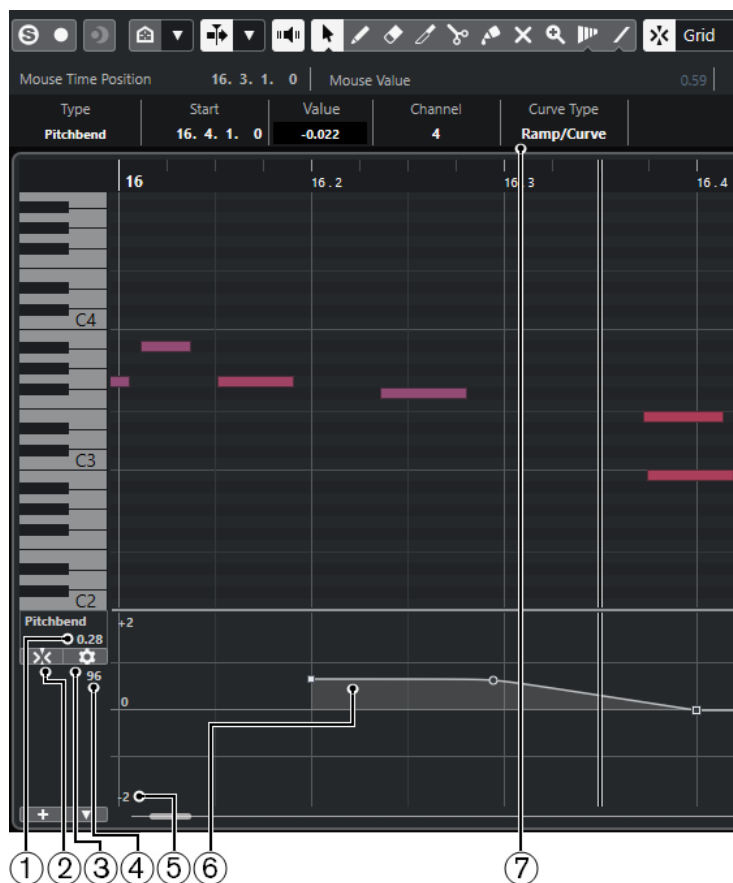 Grid
Mouse Time Position 16. 3. 1. 0 Mouse Value 0.59
Type Start Value Channel Curve Type
Pitchbend 16. 4. 1. 0 -0.022 4 Ramp/Curve
16 16.2 16.3 16.4
C4
C3
C2
Pitchbend +2
0.28
96
0
-2
1 2 3 4 5 6 7